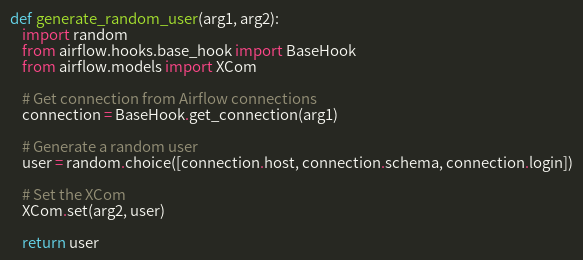 def generate_random_user(arg1, arg2):
    import random
    from airflow.hooks.base_hook import BaseHook
    from airflow.models import XCom

    # Get connection from Airflow connections
    connection = BaseHook.get_connection(arg1)

    # Generate a random user
    user = random.choice([connection.host, connection.schema, connection.login])

    # Set the XCom
    XCom.set(arg2, user)

    return user